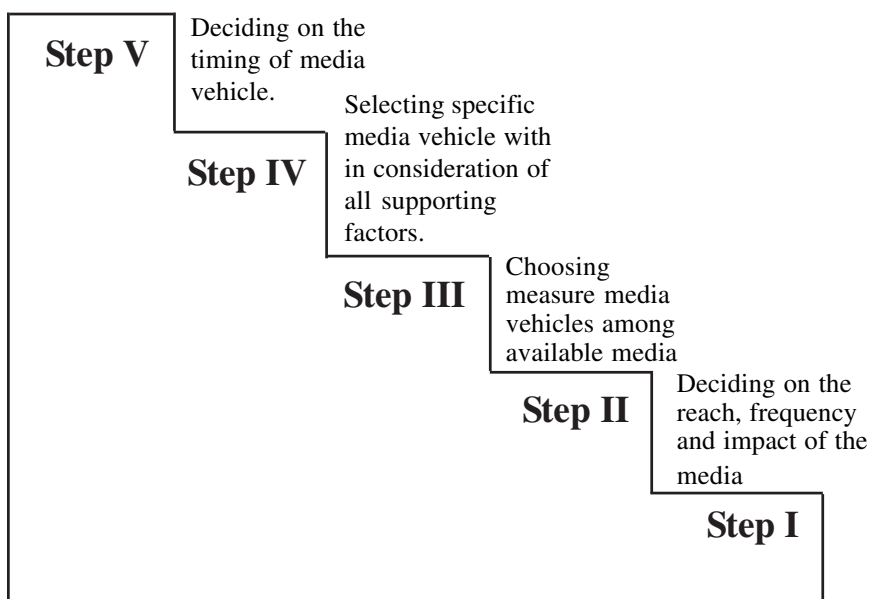 Step V
Deciding on the
timing of media
vehicle.
Step IV
Selecting specific
media vehicle with
in consideration of
all supporting
factors.
Step III
Choosing
measure media
vehicles among
available media
Step II
Deciding on the
reach, frequency
and impact of the
media
Step I